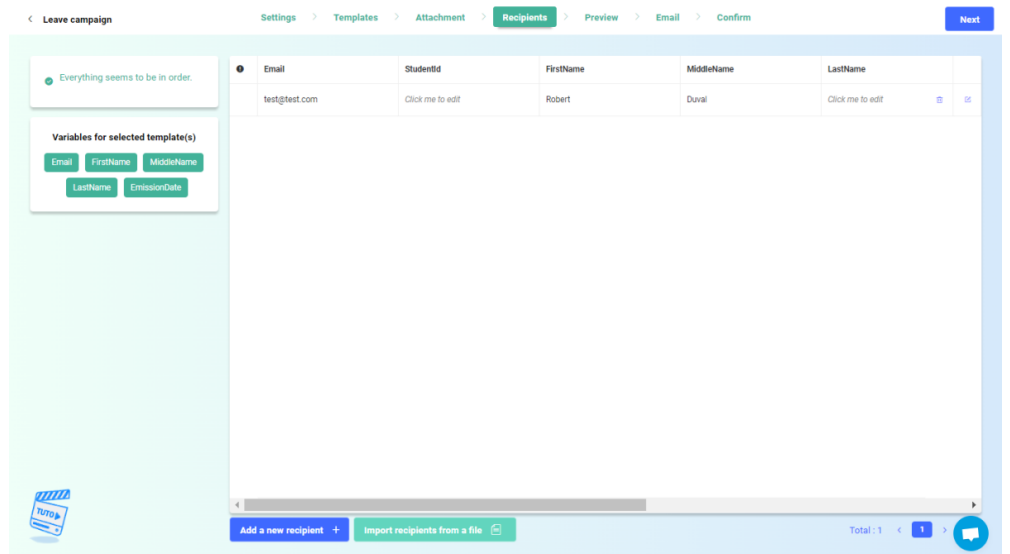 Leave campaign
Settings > Templates > Attachment > Recipients > Preview > Email > Confirm
Next
Everything seems to be in order.
Variables for selected template(s)
Email FirstName MiddleName
LastName EmissionDate
Email StudentId FirstName MiddleName LastName
test@test.com Click me to edit Robert Duval Click me to edit
TUTO
Add a new recipient +
Import recipients from a file
Total : 1 < 1 >